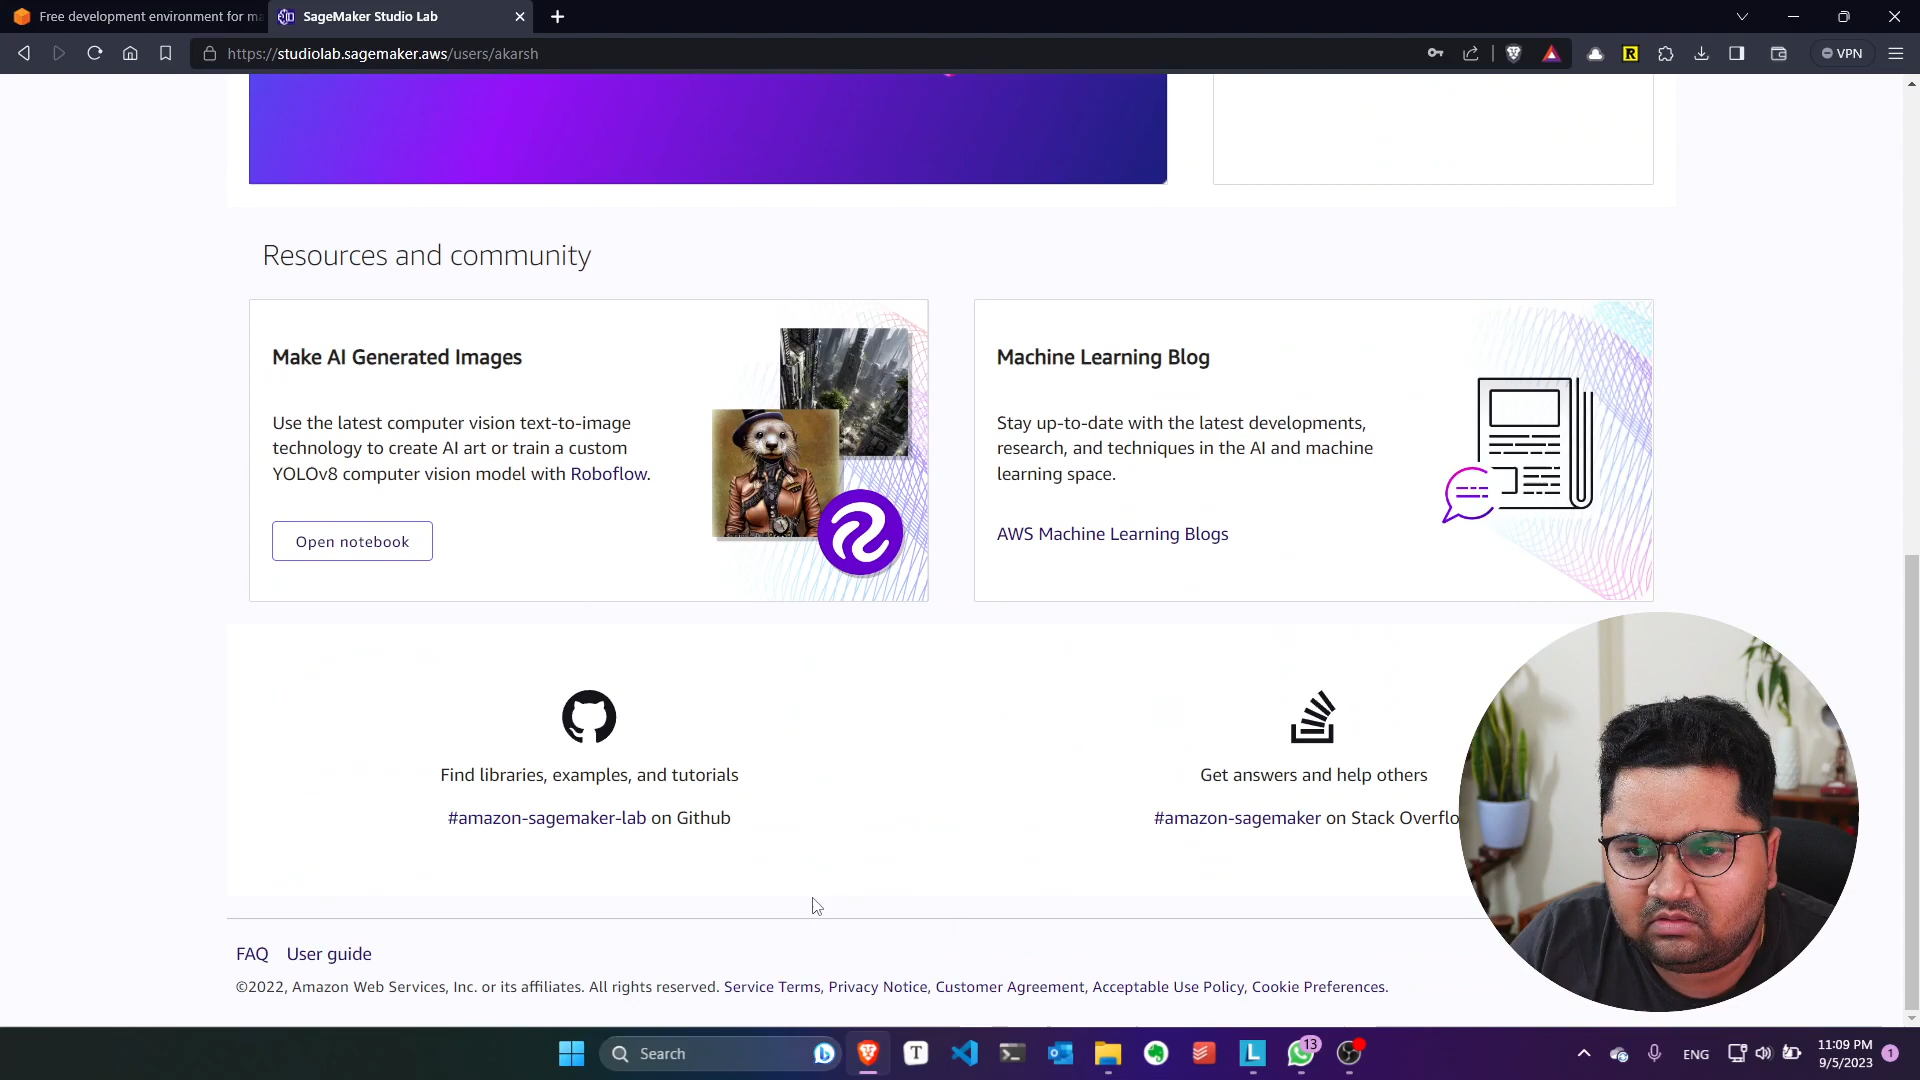 Free development environment for ma
SageMaker Studio Lab
https://studiolab.sagemaker.aws/users/akarsh
VPN
Resources and community
Make AI Generated Images
Use the latest computer vision text-to-image
technology to create AI art or train a custom
YOLOv8 computer vision model with Roboflow.
Open notebook
Machine Learning Blog
Stay up-to-date with the latest developments,
research, and techniques in the AI and machine
learning space.
AWS Machine Learning Blogs
Find libraries, examples, and tutorials
#amazon-sagemaker-lab on Github
Get answers and help others
#amazon-sagemaker on Stack Overflo
FAQ User guide
©2022, Amazon Web Services, Inc. or its affiliates. All rights reserved. Service Terms, Privacy Notice, Customer Agreement, Acceptable Use Policy, Cookie Preferences.
Search
T
L
13
ENG
11:09 PM
9/5/2023
1